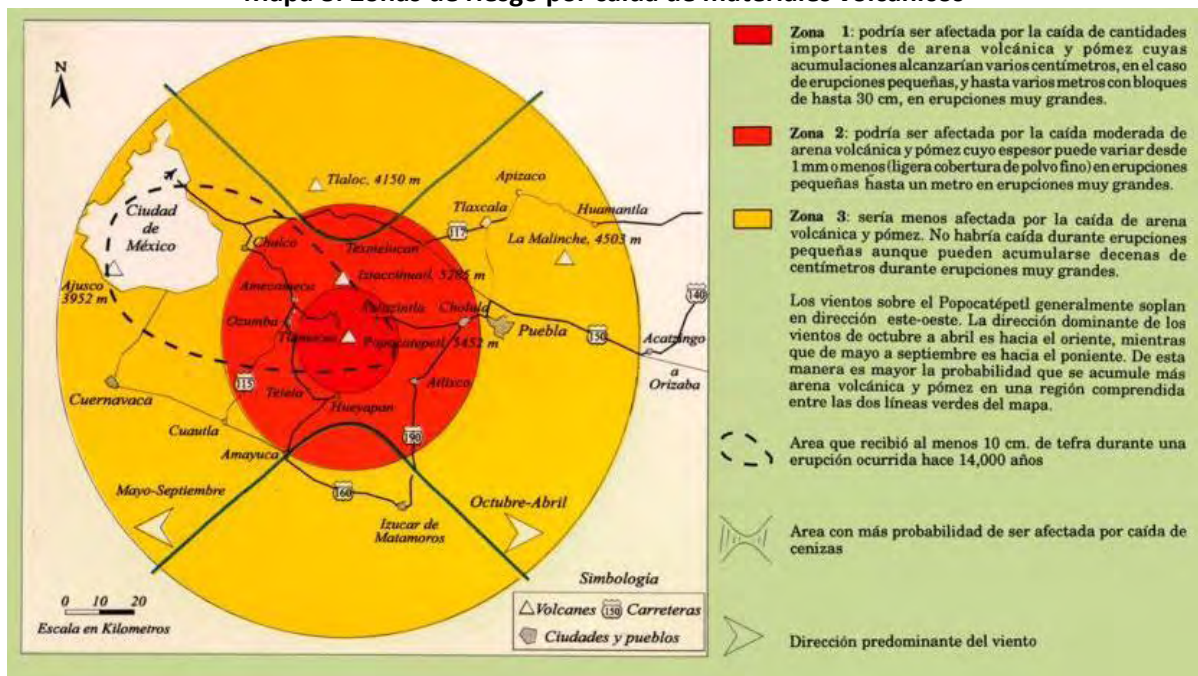 Mapa 3. Zonas de riesgo por caída de materiales volcánicos
N
Tlaloc, 4150 m
Apizaco
Ciudad
de
México
Tlaxcala
Huamantla
Chalco
Texmelucan
117
La Malinche, 4503 m
Iztaccíhuatl, 5286 m
Ajusco
3952 m
Amecameca
140
Cholula
Ozumba
Puebla
150
Acatzingo
Popocatepetl, 5452 m
a
Orizaba
115
Tetela
Atlixco
Cuernavaca
Hueyapan
Cuautla
190
Amayuca
Mayo-Septiembre
160
Octubre-Abril
Izucar de
Matamoros
0 10 20
Escala en Kilometros
Simbología
Volcanes 150 Carreteras
Ciudades y pueblos
Zona 1: podría ser afectada por la caída de cantidades
importantes de arena volcánica y pómez cuyas
acumulaciones alcanzarían varios centímetros, en el caso
de erupciones pequeñas, y hasta varios metros con bloques
de hasta 30 cm, en erupciones muy grandes.
Zona 2: podría ser afectada por la caída moderada de
arena volcánica y pómez cuyo espesor puede variar desde
1 mm o menos (ligera cobertura de polvo fino) en erupciones
pequeñas hasta un metro en erupciones muy grandes.
Zona 3: sería menos afectada por la caída de arena
volcánica y pómez. No habría caída durante erupciones
pequeñas aunque pueden acumularse decenas de
centímetros durante erupciones muy grandes.
Los vientos sobre el Popocatépetl generalmente soplan
en dirección este-oeste. La dirección dominante de los
vientos de octubre a abril es hacia el oriente, mientras
que de mayo a septiembre es hacia el poniente. De esta
manera es mayor la probabilidad que se acumule más
arena volcánica y pómez en una región comprendida
entre las dos líneas verdes del mapa.
Area que recibió al menos 10 cm. de tefra durante una
erupción ocurrida hace 14,000 años
Area con más probabilidad de ser afectada por caída de
cenizas
Dirección predominante del viento